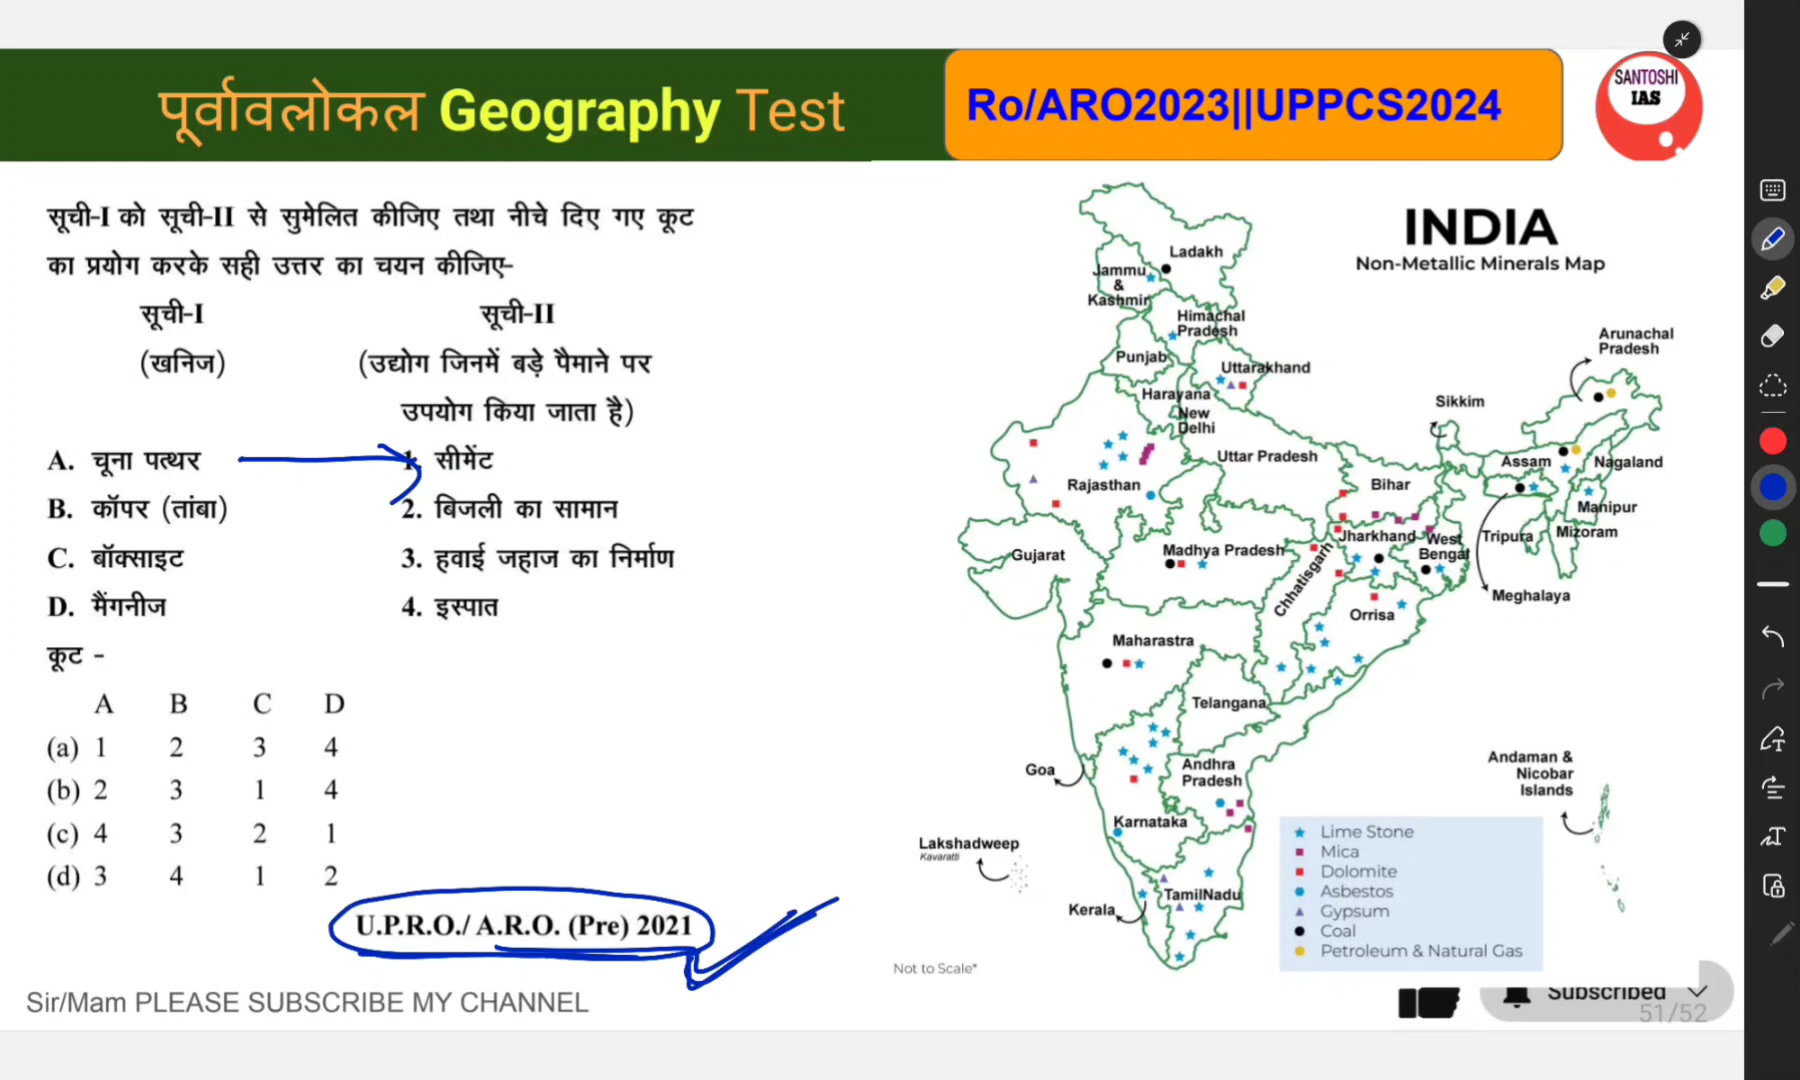 पूर्वावलोकल Geography Test
Ro/ARO2023||UPPCS2024
SANTOSHI
IAS
सूची-I को सूची-II से सुमेलित कीजिए तथा नीचे दिए गए कूट
का प्रयोग करके सही उत्तर का चयन कीजिए-
सूची-I सूची-II
(खनिज) (उद्योग जिनमें बड़े पैमाने पर
उपयोग किया जाता है)
A. चूना पत्थर 1. सीमेंट
B. कॉपर (तांबा) 2. बिजली का सामान
C. बॉक्साइट 3. हवाई जहाज का निर्माण
D. मैंगनीज 4. इस्पात
कूट -
A B C D
(a) 1 2 3 4
(b) 2 3 1 4
(c) 4 3 2 1
(d) 3 4 1 2
U.P.R.O./ A.R.O. (Pre) 2021
Sir/Mam PLEASE SUBSCRIBE MY CHANNEL
INDIA
Non-Metallic Minerals Map
Ladakh
Jammu
&
Kashmir
Himachal
Pradesh
Punjab
Uttarakhand
Harayana
New
Delhi
Arunachal
Pradesh
Sikkim
Uttar Pradesh
Assam
Nagaland
Rajasthan
Bihar
Manipur
Mizoram
Tripura
Jharkhand
West
Bengal
Gujarat
Madhya Pradesh
Chhatisgarh
Meghalaya
Orrisa
Maharastra
Telangana
Goa
Andhra
Pradesh
Andaman &
Nicobar
Islands
Karnataka
Lakshadweep
Kavaratti
Kerala
TamilNadu
Lime Stone
Mica
Dolomite
Asbestos
Gypsum
Coal
Petroleum & Natural Gas
Not to Scale*
Subscribed
51/52